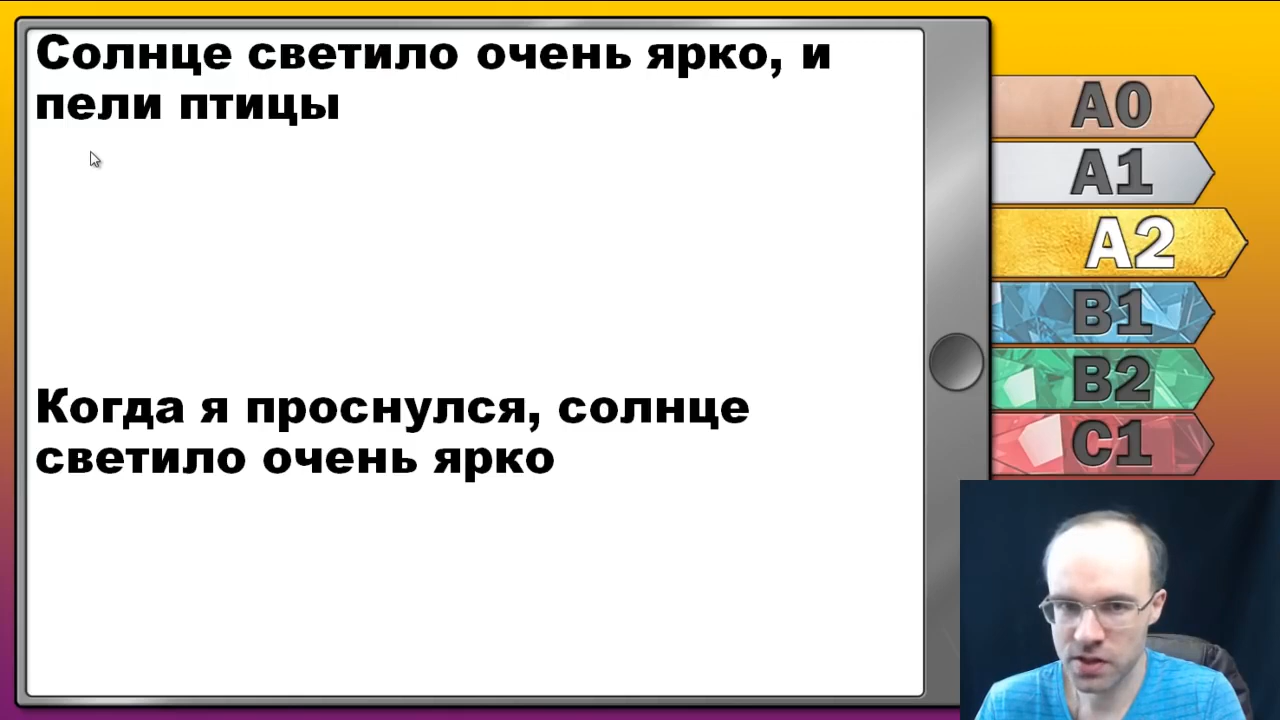 Солнце светило очень ярко, и
пели птицы
Когда я проснулся, солнце
светило очень ярко
A0
A1
A2
B1
B2
C1